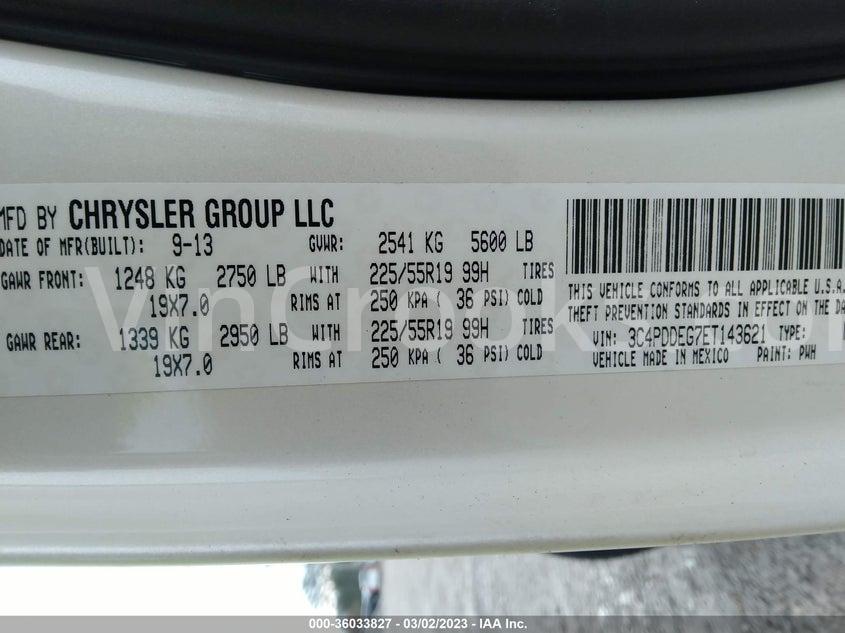 MFD BY CHRYSLER GROUP LLC
DATE OF MFR(BUILT): 9-13 GVWR: 2541 KG 5600 LB
GAWR FRONT: 1248 KG 2750 LB WITH 225/55R19 99H TIRES
19X7.0 RIMS AT 250 KPA ( 36 PSI) COLD
GAWR REAR: 1339 KG 2950 LB WITH 225/55R19 99H TIRES
19X7.0 RIMS AT 250 KPA ( 36 PSI) COLD
THIS VEHICLE CONFORMS TO ALL APPLICABLE U.S.A.
THEFT PREVENTION STANDARDS IN EFFECT ON THE DA
VIN: 3C4PDDEG7ET143621 TYPE:
VEHICLE MADE IN MEXICO PAINT: PWH
VinCrooks
000-36033827 - 03/02/2023 - IAA Inc.